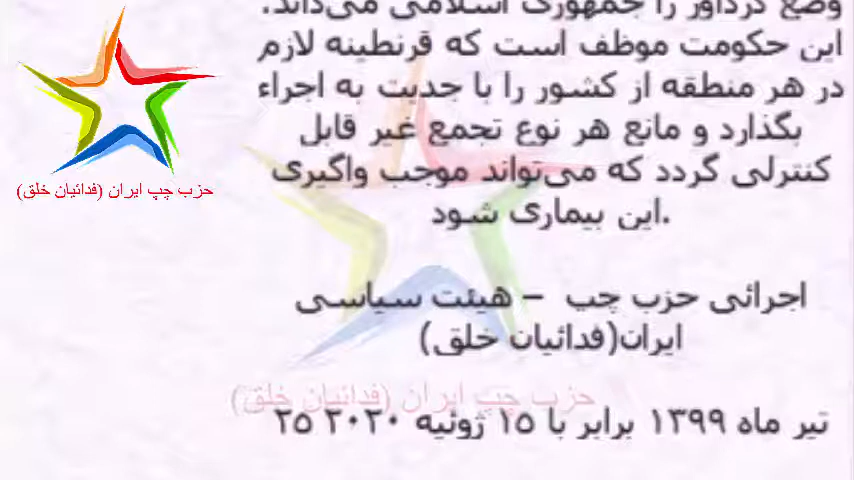 وضع کردآور را جمهوری اسلامی می‌داند.
این حکومت موظف است که قرنطینه لازم
در هر منطقه از کشور را با جدیت به اجراء
بگذارد و مانع هر نوع تجمع غیر قابل
کنترلی گردد که می‌تواند موجب واگیری
این بیماری شود.
اجرائی حزب چپ – هیئت سیاسی
ایران(فدائیان خلق)
تیر ماه ۱۳۹۹ برابر با ۱۵ ژوئیه ۲۰۲۰ ۲۵
حزب چپ ایران (فدائیان خلق)
حزب چپ ایران (فدائیان خلق)